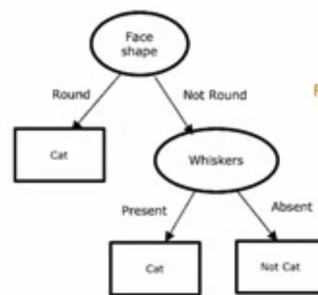 Face
shape
Round
Not Round
Cat
Whiskers
Present
Absent
Cat
Not Cat